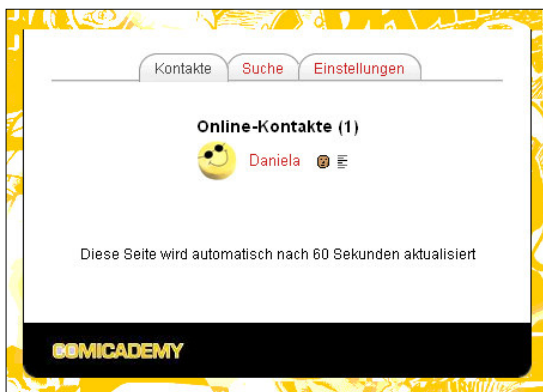 Kontakte Suche Einstellungen
Online-Kontakte (1)
Daniela
Diese Seite wird automatisch nach 60 Sekunden aktualisiert
COMICADEMY